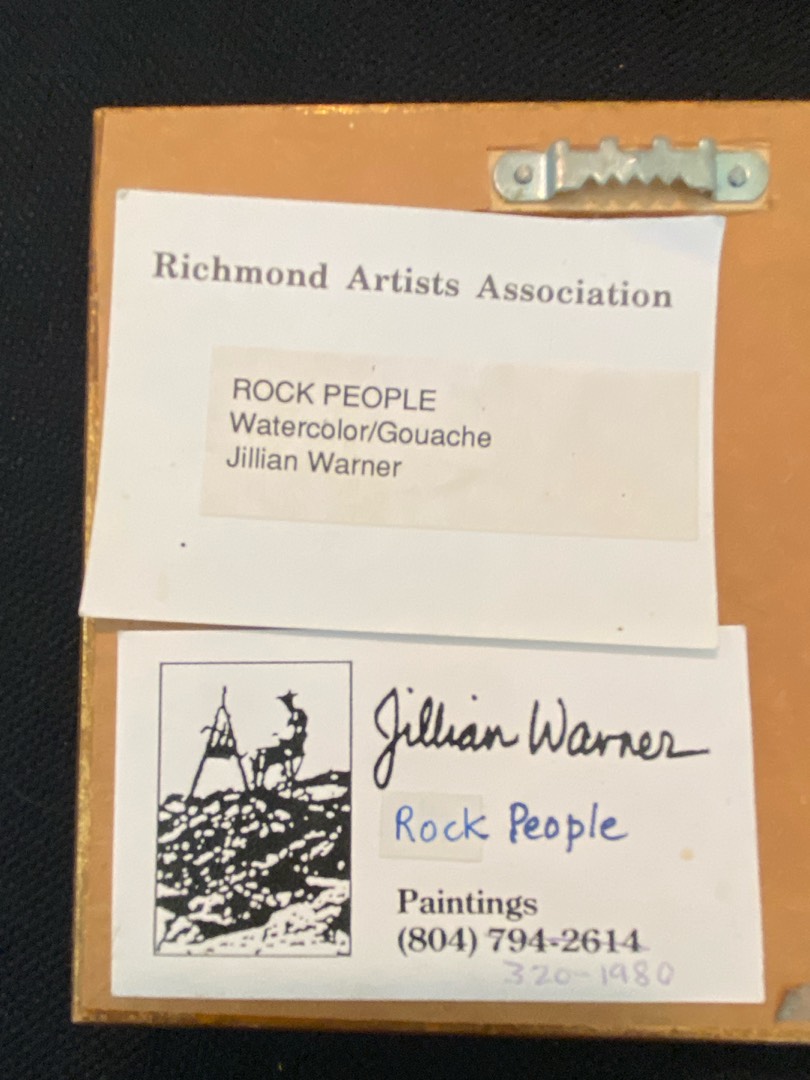 Richmond Artists Association
ROCK PEOPLE
Watercolor/Gouache
Jillian Warner
Jillian Warner
Rock People
Paintings
(804) 794-2614
320-1980